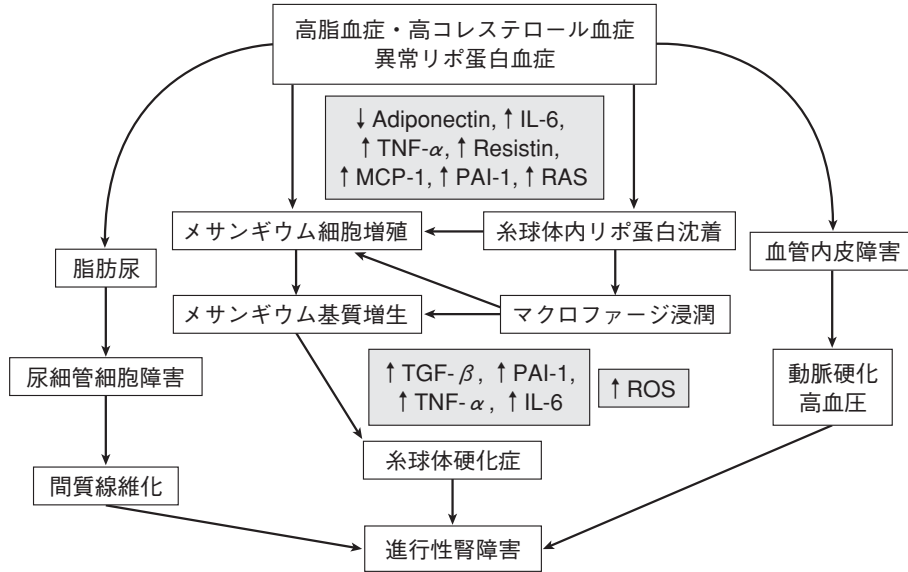 高脂血症・高コレステロール血症
異常リポ蛋白血症
↓Adiponectin, ↑IL-6,
↑TNF-α, ↑Resistin,
↑MCP-1, ↑PAI-1, ↑RAS
メサンギウム細胞増殖
糸球体内リポ蛋白沈着
血管内皮障害
脂肪尿
メサンギウム基質増生
マクロファージ浸潤
尿細管細胞障害
↑TGF-β, ↑PAI-1,
↑TNF-α, ↑IL-6
↑ROS
動脈硬化
高血圧
間質線維化
糸球体硬化症
進行性腎障害